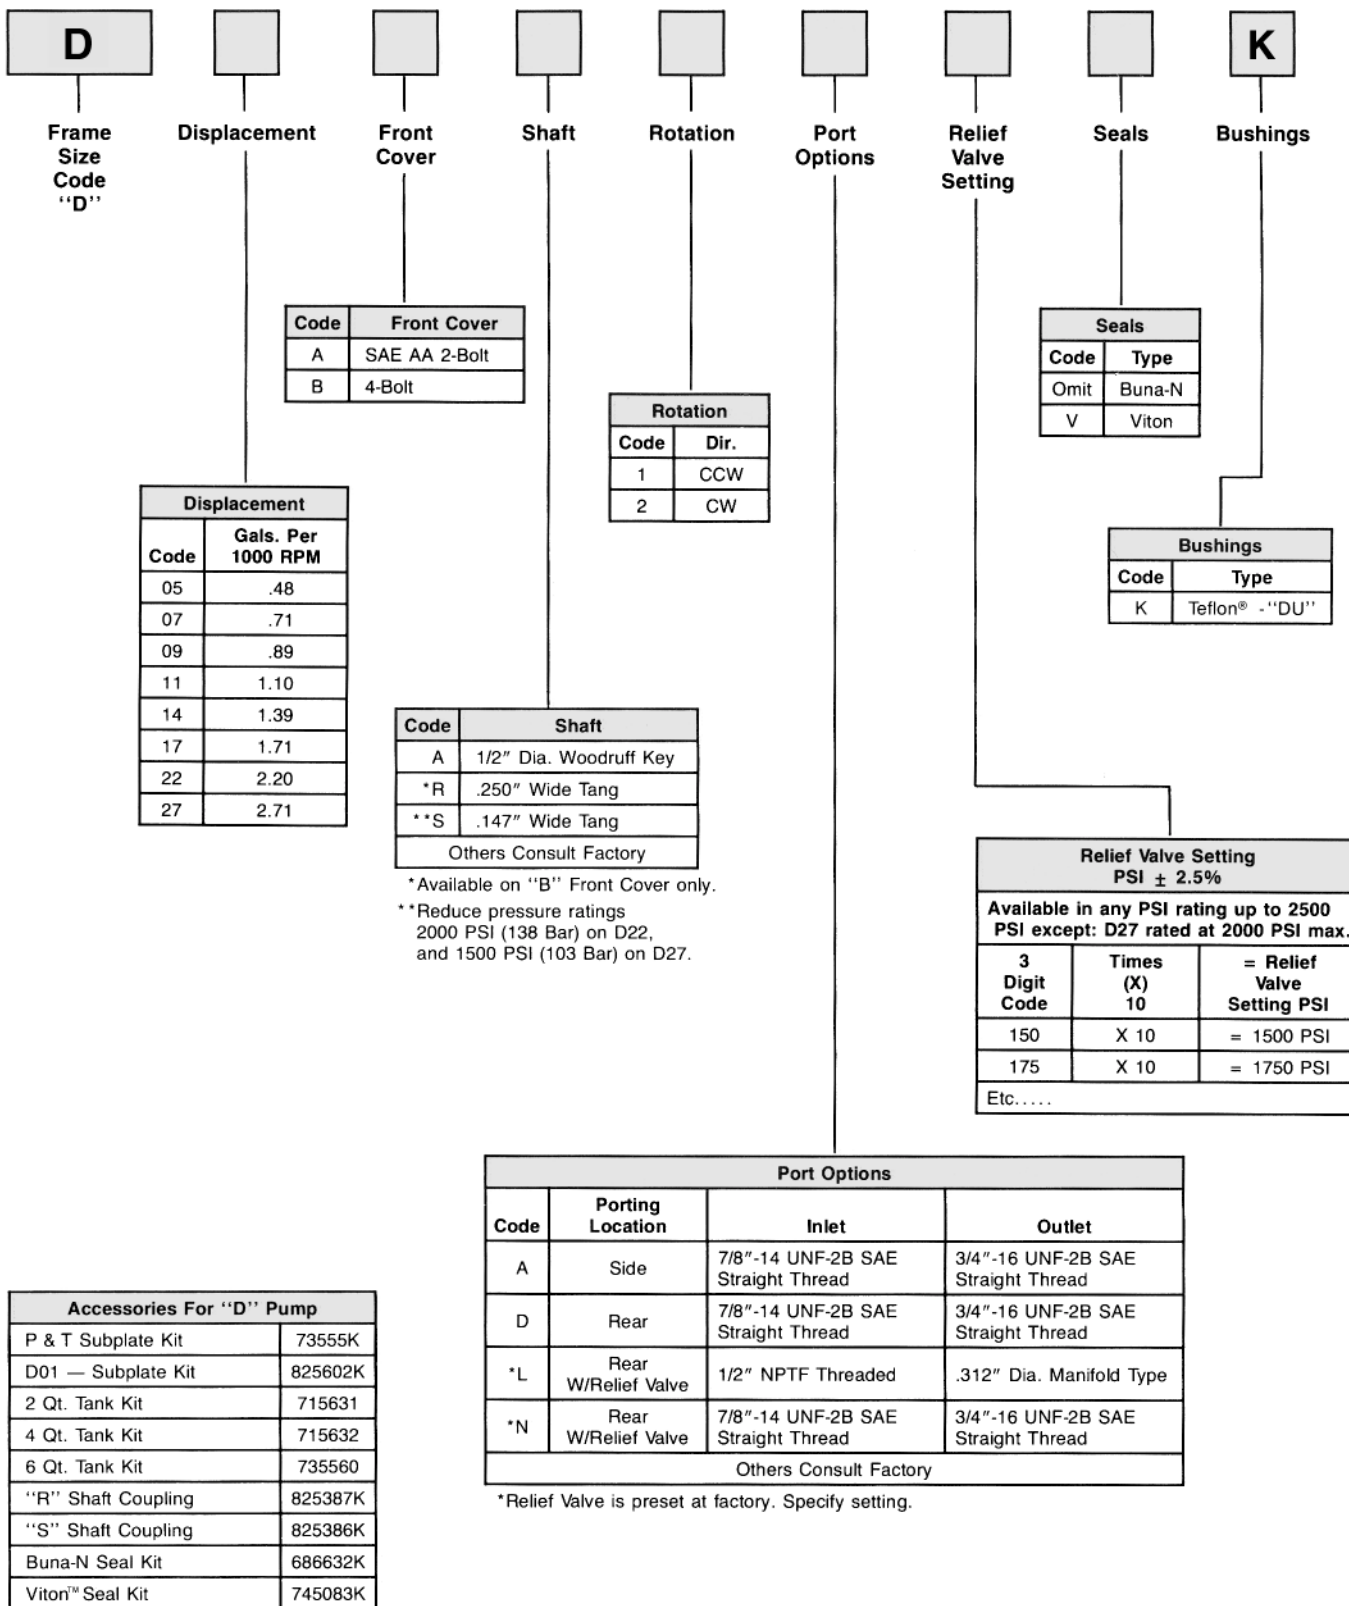 D
K
Frame
Size
Code
"D"
Displacement
Front
Cover
Shaft
Rotation
Port
Options
Relief
Valve
Setting
Seals
Bushings
Code Front Cover
A SAE AA 2-Bolt
B 4-Bolt
Seals
Code Type
Omit Buna-N
V Viton
Rotation
Code Dir.
1 CCW
2 CW
Displacement
Code Gals. Per
1000 RPM
05 .48
07 .71
09 .89
11 1.10
14 1.39
17 1.71
22 2.20
27 2.71
Bushings
Code Type
K Teflon® -"DU"
Code Shaft
A 1/2" Dia. Woodruff Key
*R .250" Wide Tang
**S .147" Wide Tang
Others Consult Factory
*Available on "B" Front Cover only.
**Reduce pressure ratings
2000 PSI (138 Bar) on D22,
and 1500 PSI (103 Bar) on D27.
Relief Valve Setting
PSI ± 2.5%
Available in any PSI rating up to 2500
PSI except: D27 rated at 2000 PSI max.
3 Times = Relief
Digit (X) Valve
Code 10 Setting PSI
150 X 10 = 1500 PSI
175 X 10 = 1750 PSI
Etc.....
Port Options
Porting
Code Location Inlet Outlet
A Side 7/8"-14 UNF-2B SAE 3/4"-16 UNF-2B SAE
Straight Thread Straight Thread
D Rear 7/8"-14 UNF-2B SAE 3/4"-16 UNF-2B SAE
Straight Thread Straight Thread
*L Rear 1/2" NPTF Threaded .312" Dia. Manifold Type
W/Relief Valve
*N Rear 7/8"-14 UNF-2B SAE 3/4"-16 UNF-2B SAE
W/Relief Valve Straight Thread Straight Thread
Others Consult Factory
*Relief Valve is preset at factory. Specify setting.
Accessories For "D" Pump
P & T Subplate Kit 73555K
D01 — Subplate Kit 825602K
2 Qt. Tank Kit 715631
4 Qt. Tank Kit 715632
6 Qt. Tank Kit 735560
"R" Shaft Coupling 825387K
"S" Shaft Coupling 825386K
Buna-N Seal Kit 686632K
Viton™ Seal Kit 745083K